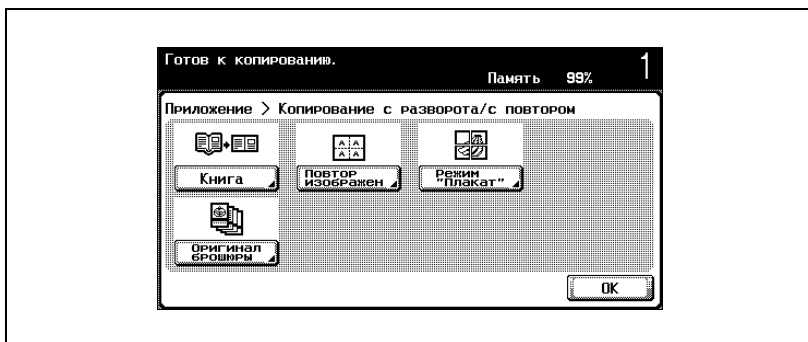 Готов к копированию.
1
Память 99%
Приложение > Копирование с разворота/с повтором
Книга
Повтор
изображен
Режим
"Плакат"
Оригинал
брошюры
OK